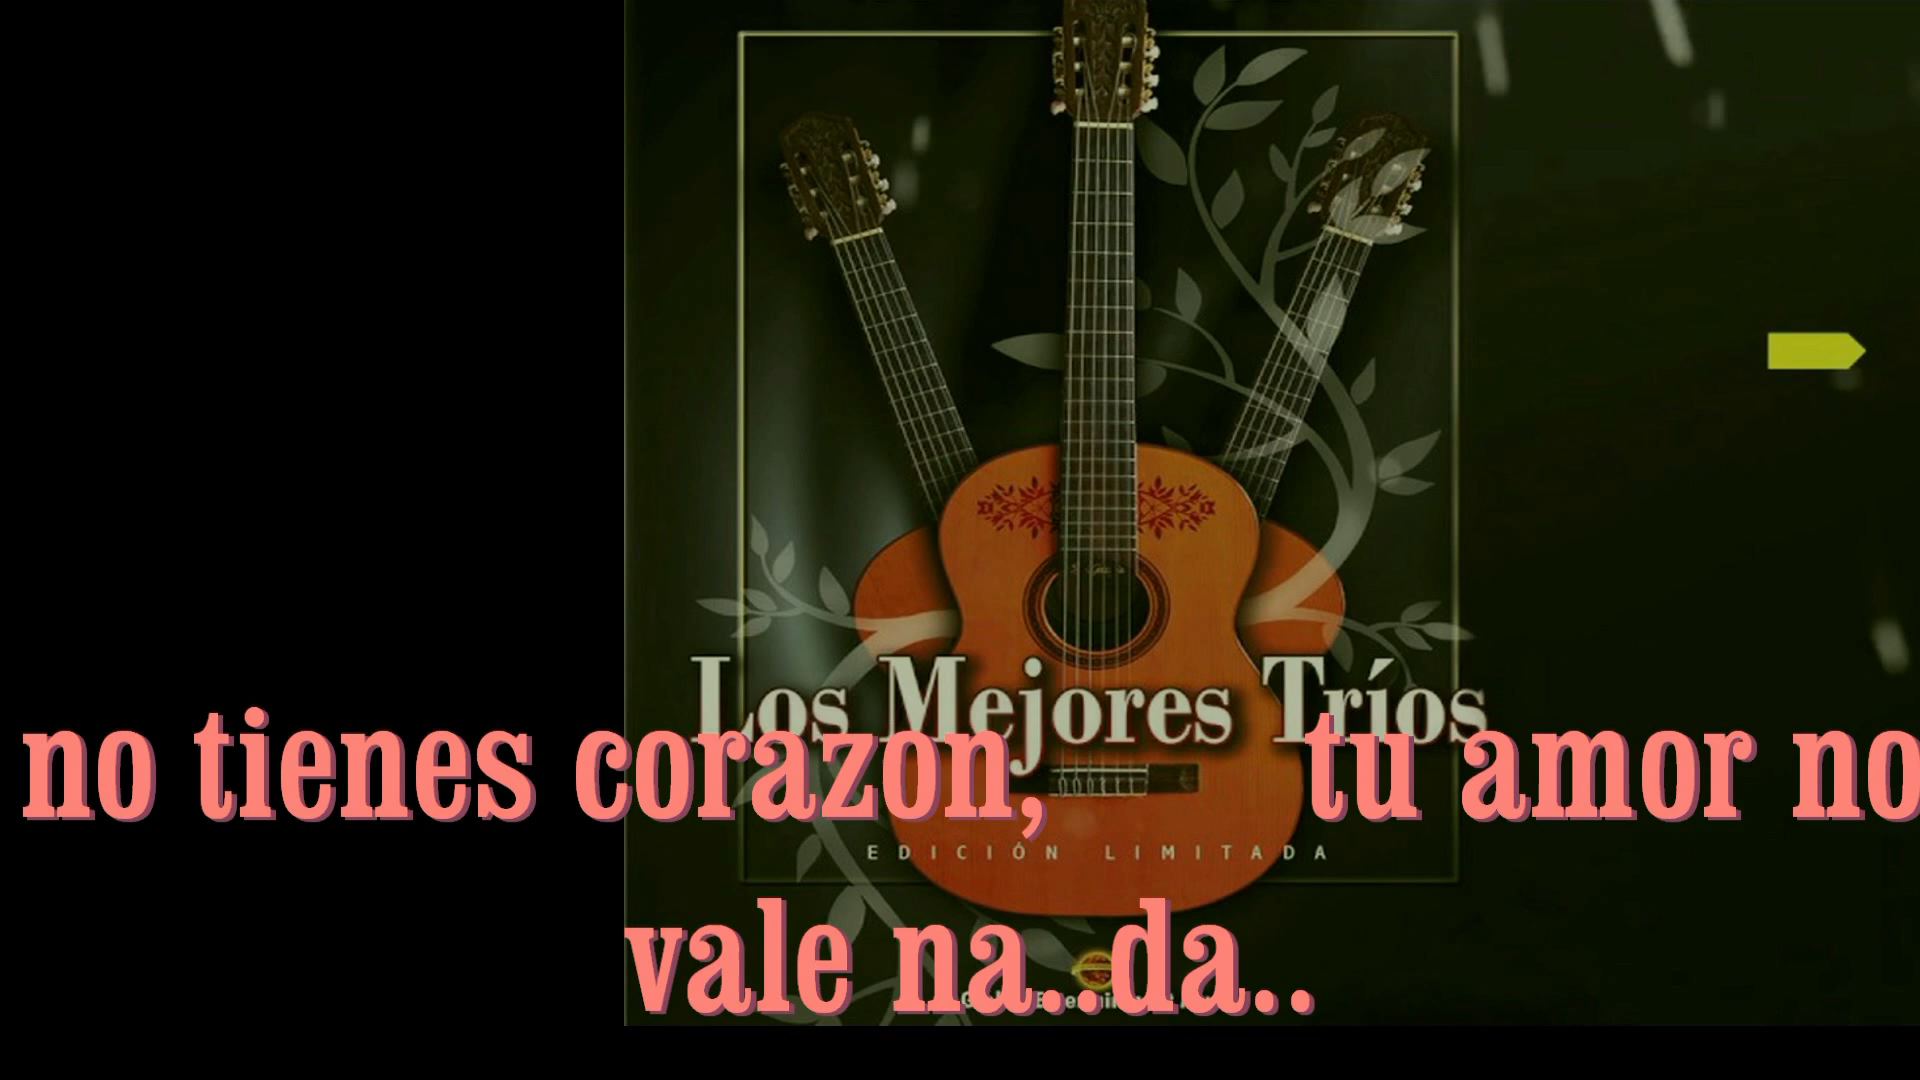 Los Mejores Tríos
no tienes corazon, tu amor no
EDICIÓN LIMITADA
vale na..da..